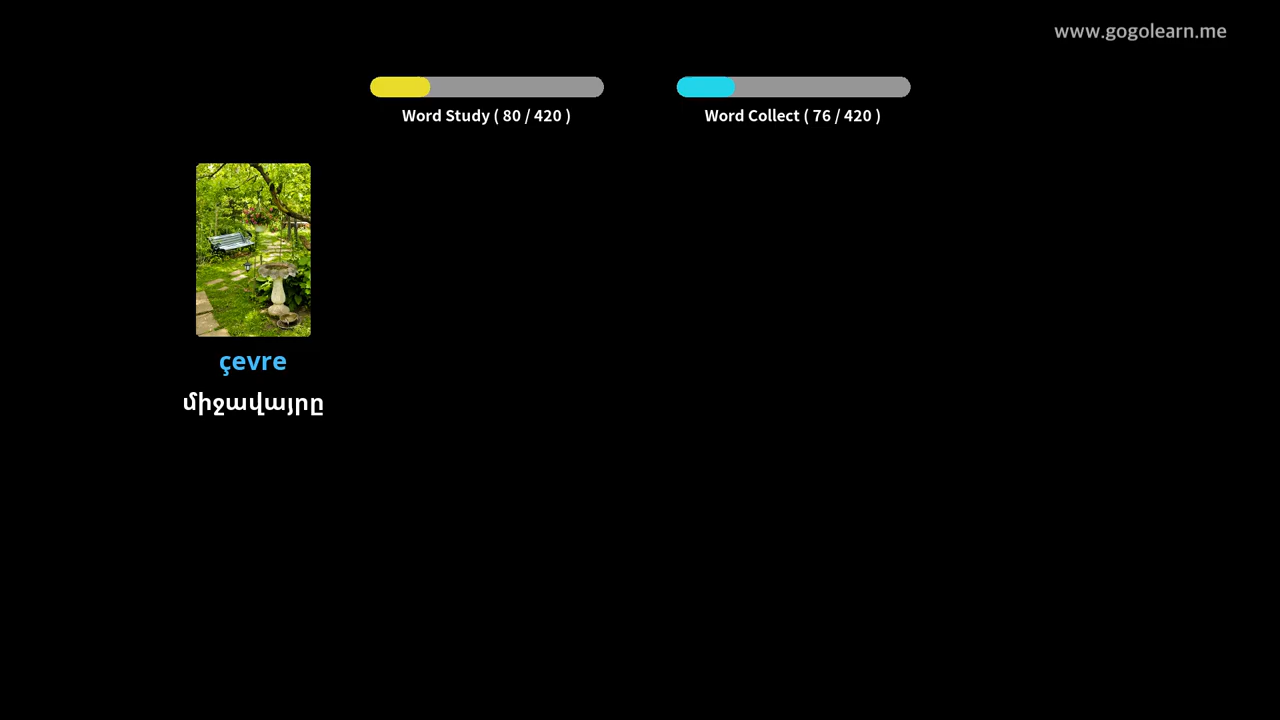 www.gogolearn.me
Word Study ( 80 / 420 )
Word Collect ( 76 / 420 )
çevre
միջավայրը